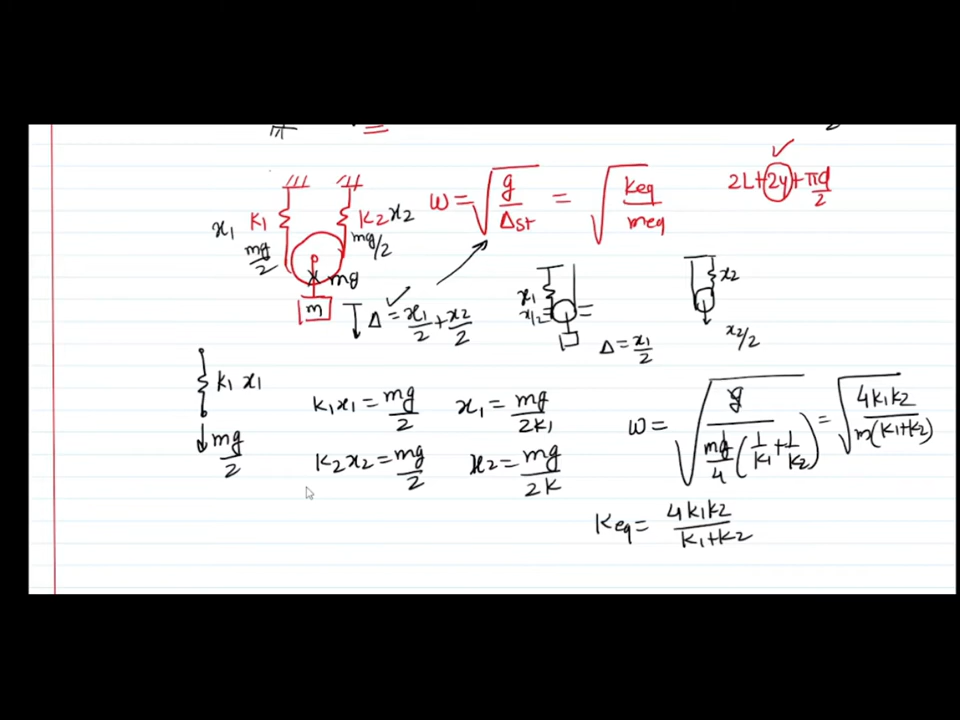 ω = √(g/Δst) = √(Keq/meq)
2L+2y+πd/2
x1 K1 K2 x2
mg/2 mg/2
mg
m
Δ = x1/2 + x2/2
x1
x/2
Δ = x1/2
x2
x2/2
K1 x1
mg/2
K1x1 = mg/2 x1 = mg/2K1
K2x2 = mg/2 x2 = mg/2K
ω = √(g/(mg/4 (1/K1 + 1/K2))) = √(4K1K2/m(K1+K2))
Keq = 4K1K2/K1+K2